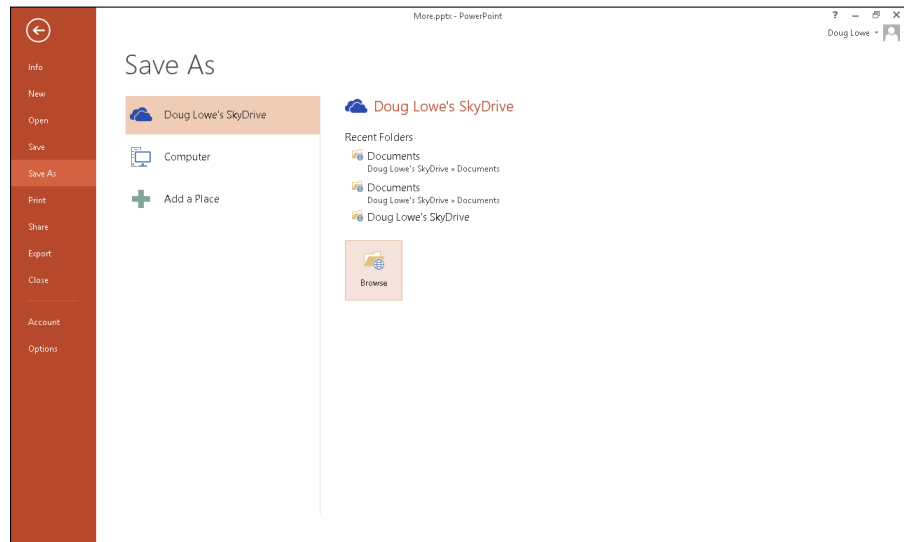 More.pptx - PowerPoint
?
Doug Lowe
Info
New
Open
Save
Save As
Print
Share
Export
Close
Account
Options
Save As
Doug Lowe's SkyDrive
Computer
Add a Place
Doug Lowe's SkyDrive
Recent Folders
Documents
Doug Lowe's SkyDrive » Documents
Documents
Doug Lowe's SkyDrive » Documents
Doug Lowe's SkyDrive
Browse